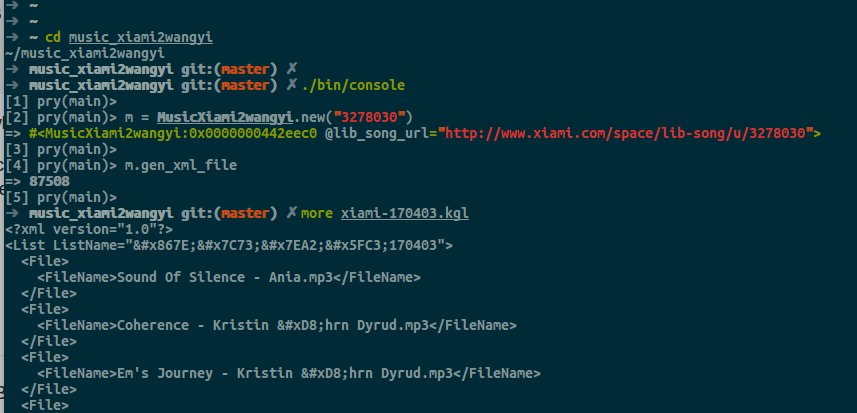 ➜ ~
➜ ~
➜ ~ cd music_xiami2wangyi
~/music_xiami2wangyi
➜ music_xiami2wangyi git:(master) ✗
➜ music_xiami2wangyi git:(master) ✗ ./bin/console
[1] pry(main)>
[2] pry(main)> m = MusicXiami2wangyi.new("3278030")
=> #<MusicXiami2wangyi:0x0000000442eec0 @lib_song_url="http://www.xiami.com/space/lib-song/u/3278030">
[3] pry(main)>
[4] pry(main)> m.gen_xml_file
=> 87508
[5] pry(main)>
➜ music_xiami2wangyi git:(master) ✗ more xiami-170403.kgl
<?xml version="1.0"?>
<List ListName="&#x867E;&#x7C73;&#x7EA2;&#x5FC3;170403">
  <File>
    <FileName>Sound Of Silence - Ania.mp3</FileName>
  </File>
  <File>
    <FileName>Coherence - Kristin &#xD8;hrn Dyrud.mp3</FileName>
  </File>
  <File>
    <FileName>Em's Journey - Kristin &#xD8;hrn Dyrud.mp3</FileName>
  </File>
  <File>